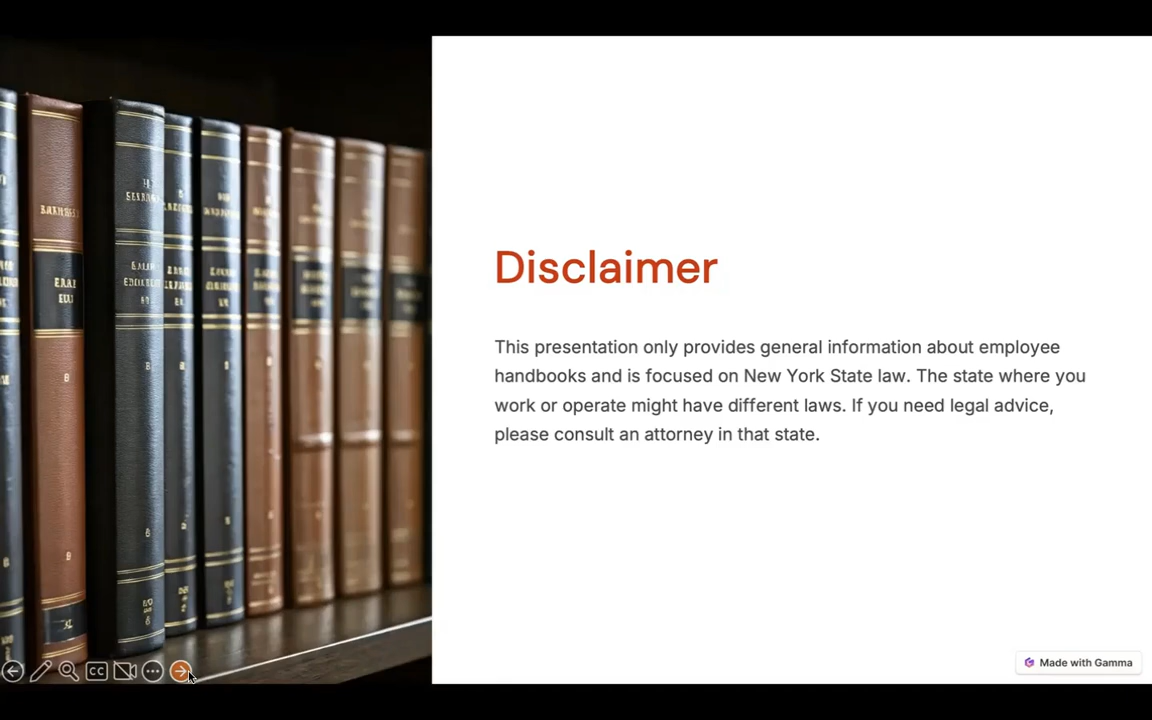 Disclaimer
This presentation only provides general information about employee
handbooks and is focused on New York State law. The state where you
work or operate might have different laws. If you need legal advice,
please consult an attorney in that state.
CC
Made with Gamma